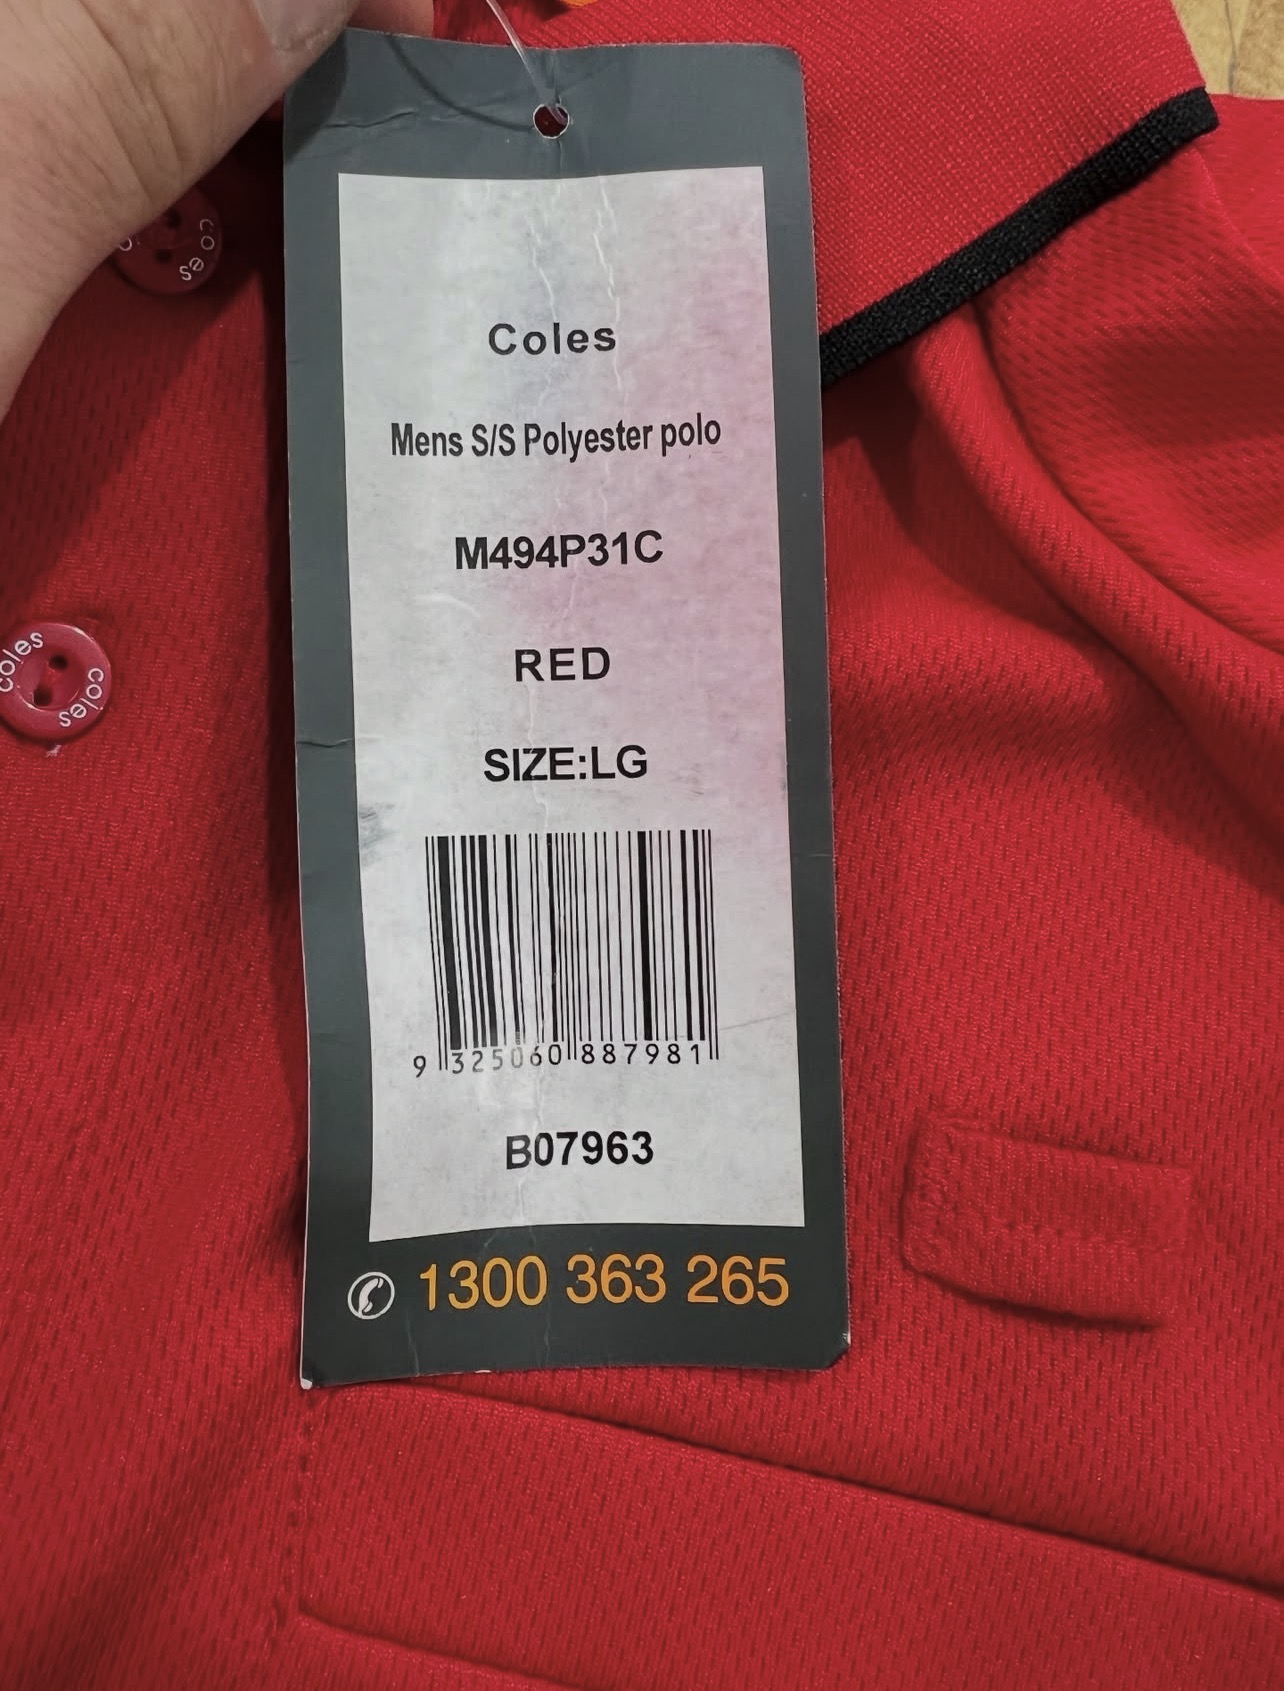 Coles
Mens S/S Polyester polo
M494P31C
RED
SIZE:LG
9 325060 887981
B07963
1300 363 265
coles
coles
coles